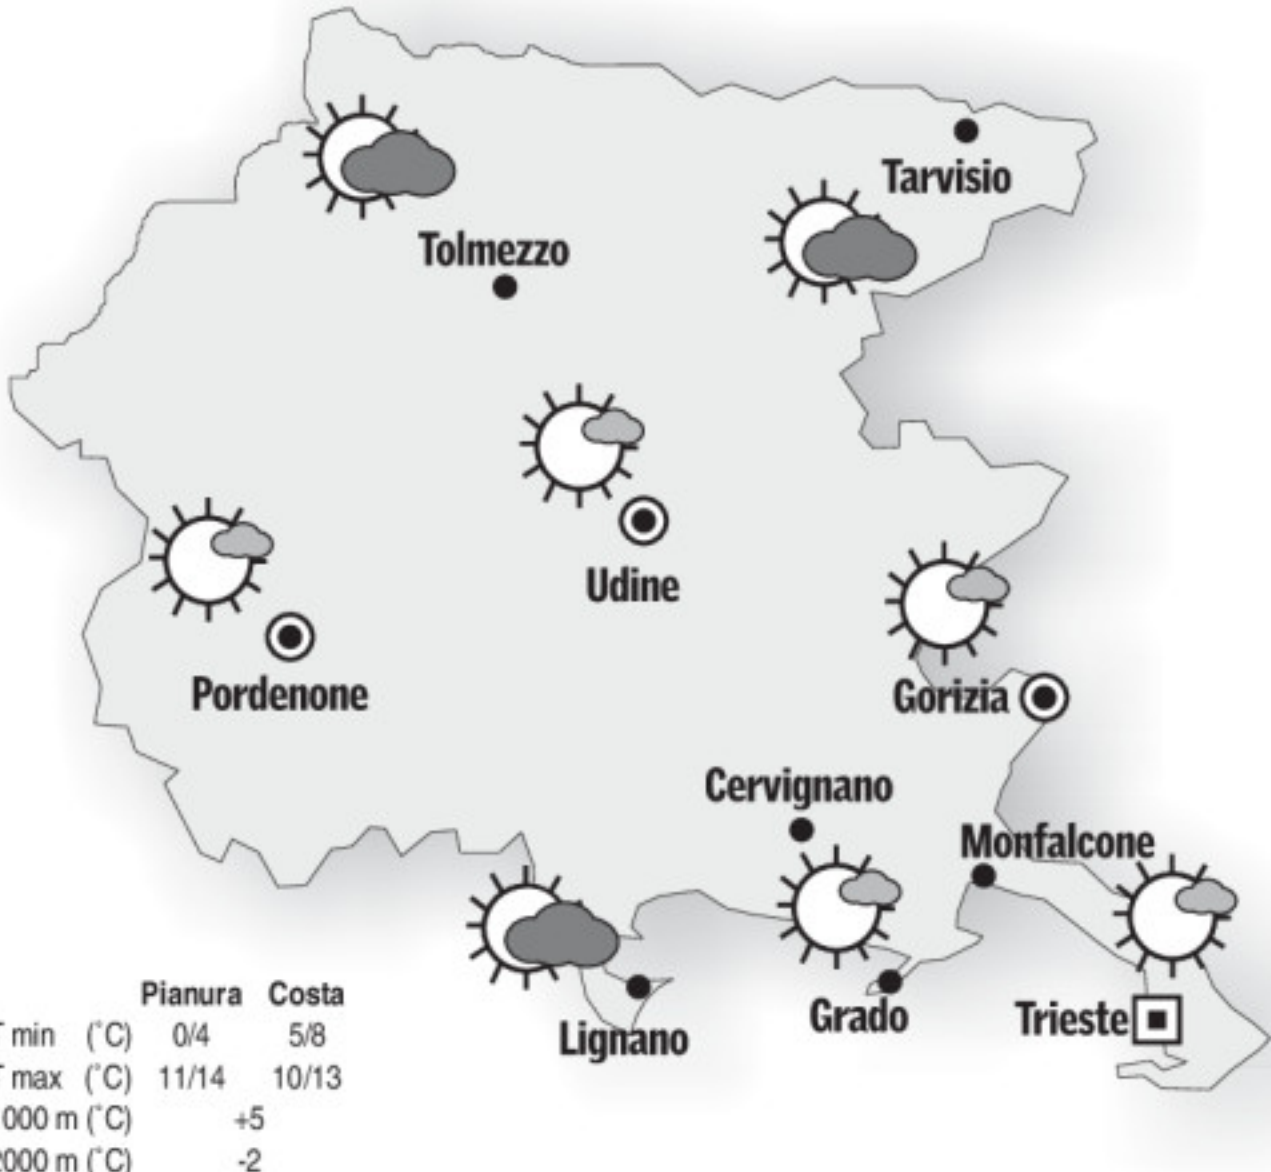 Tarvisio
Tolmezzo
Udine
Pordenone
Gorizia
Cervignano
Monfalcone
Grado
Trieste
Lignano
Pianura Costa
min (°C) 0/4 5/8
max (°C) 11/14 10/13
000 m (°C) +5
2000 m (°C) -2